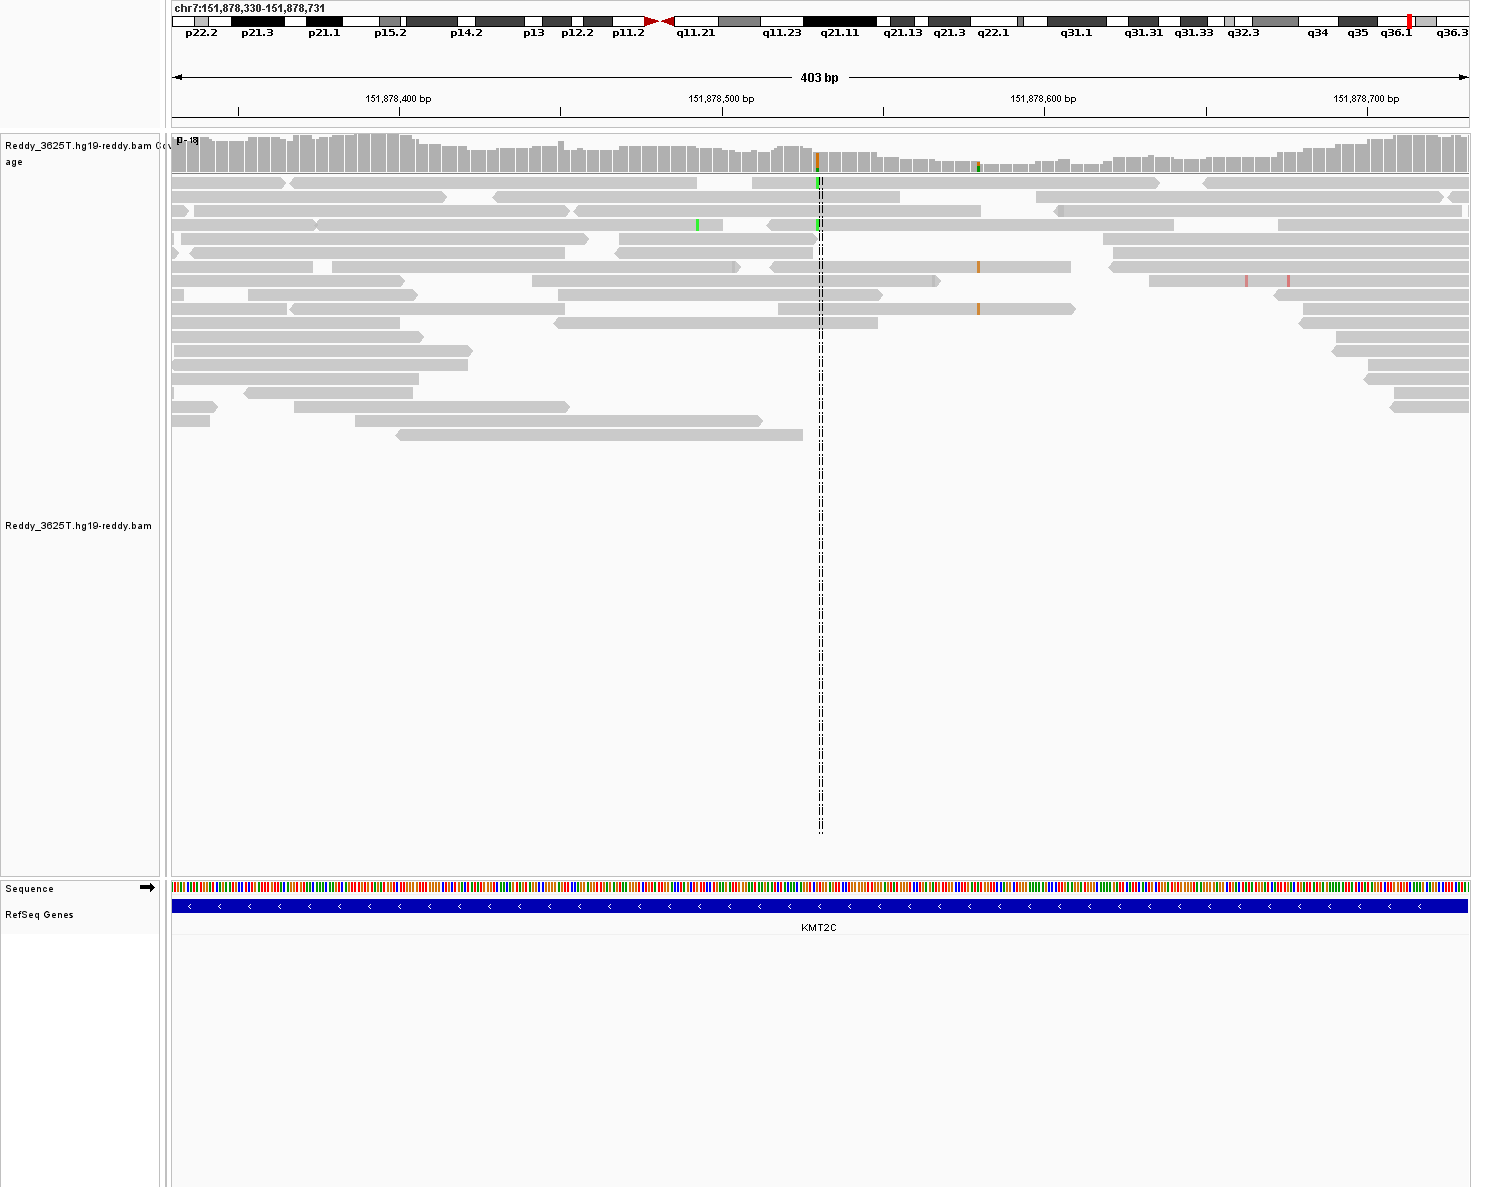 chr7:151,878,330-151,878,731
p22.2 p21.3 p21.1 p15.2 p14.2 p13 p12.2 p11.2 q11.21 q11.23 q21.11 q21.13 q21.3 q22.1 q31.1 q31.31 q31.33 q32.3 q34 q35 q36.1 q36.3
403 bp
151,878,400 bp 151,878,500 bp 151,878,600 bp 151,878,700 bp
Reddy_3625T.hg19-reddy.bam Cov
age
Reddy_3625T.hg19-reddy.bam
Sequence
RefSeq Genes
KMT2C